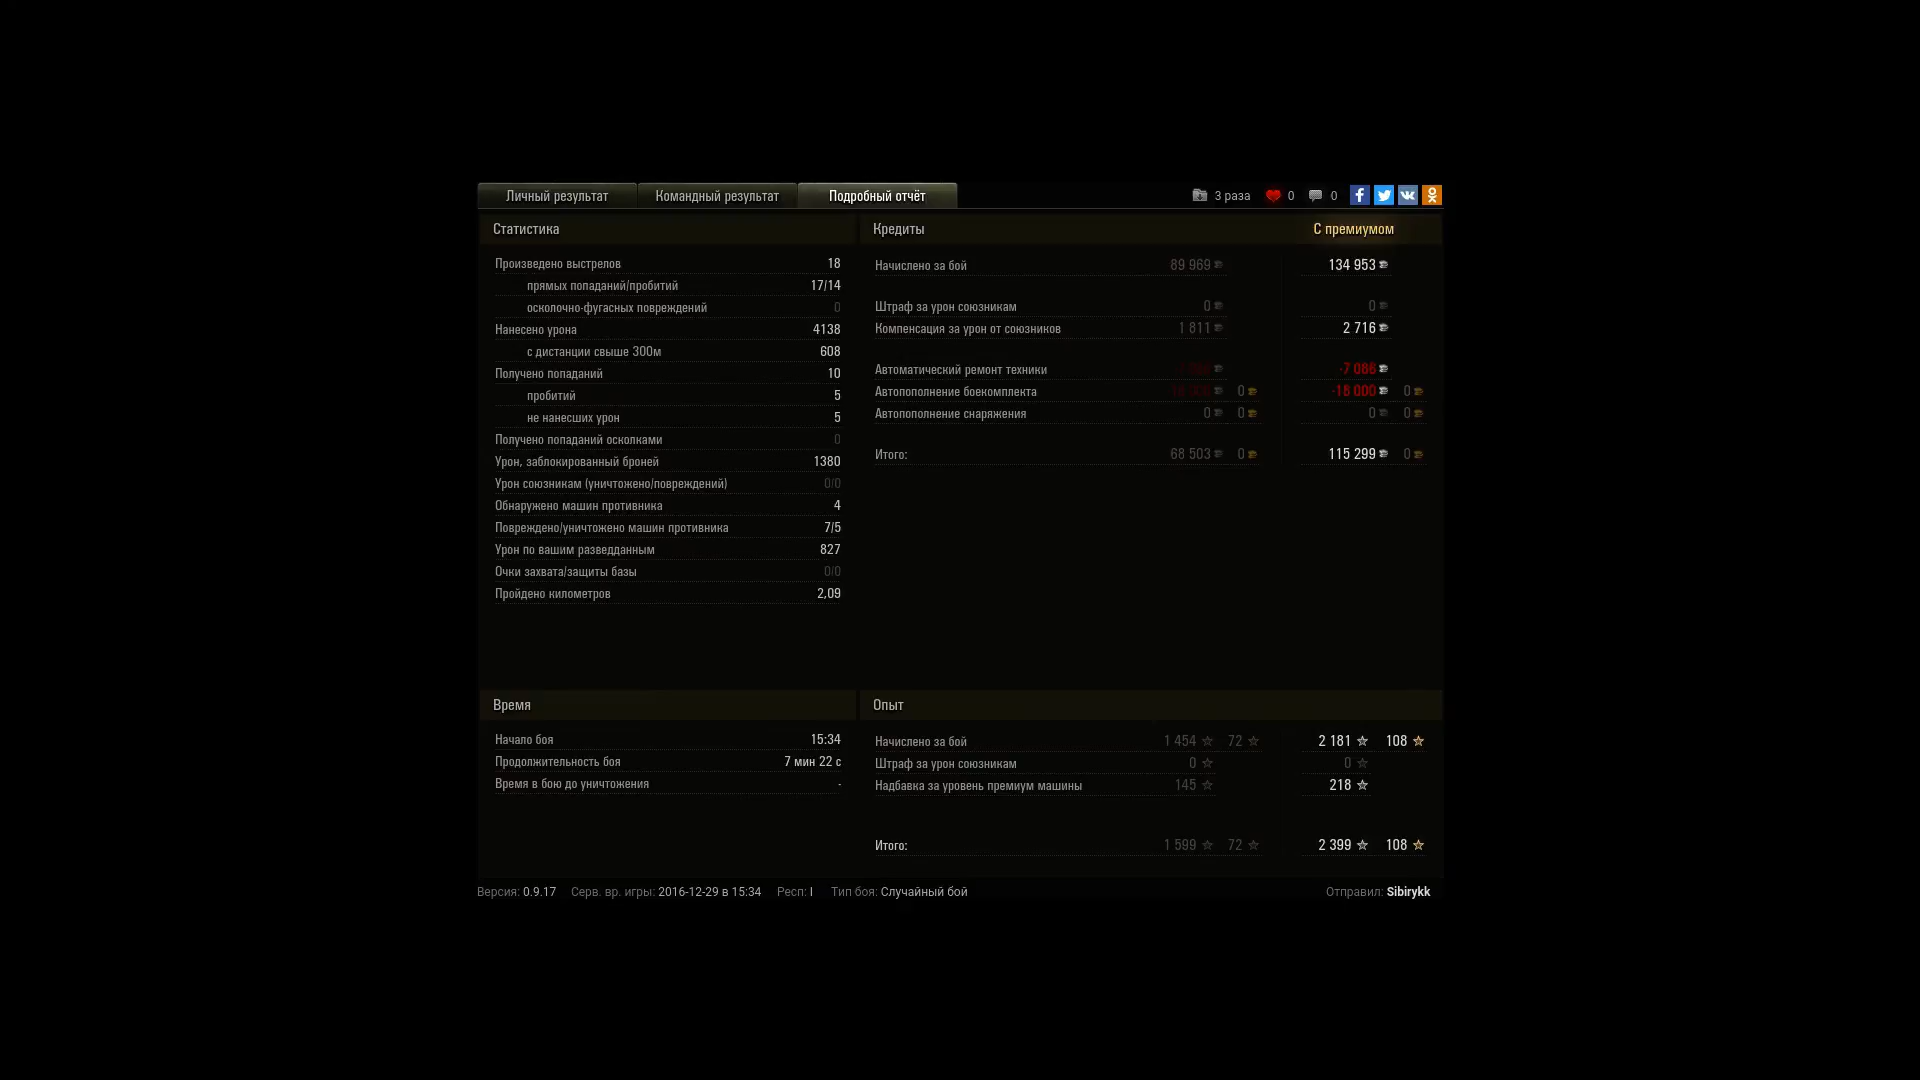 Личный результат Командный результат Подробный отчёт 3 раза 0 0
Статистика
Произведено выстрелов 18
прямых попаданий/пробитий 17/14
осколочно-фугасных повреждений 0
Нанесено урона 4138
с дистанции свыше 300м 608
Получено попаданий 10
пробитий 5
не нанесших урон 5
Получено попаданий осколками 0
Урон, заблокированный броней 1380
Урон союзникам (уничтожено/повреждений) 0/0
Обнаружено машин противника 4
Повреждено/уничтожено машин противника 7/5
Урон по вашим разведданным 827
Очки захвата/защиты базы 0/0
Пройдено километров 2,09
Кредиты С премиумом
Начислено за бой 89 969 134 953
Штраф за урон союзникам 0 0
Компенсация за урон от союзников 1 811 2 716
Автоматический ремонт техники
Автопополнение боекомплекта 0 -18 000 0
Автопополнение снаряжения 0 0 0 0
Итого: 68 503 0 115 299 0
Время
Начало боя 15:34
Продолжительность боя 7 мин 22 с
Время в бою до уничтожения -
Опыт
Начислено за бой 1 454 72 2 181 108
Штраф за урон союзникам 0 0
Надбавка за уровень премиум машины 145 218
Итого: 1 599 72 2 399 108
Версия: 0.9.17 Серв. вр. игры: 2016-12-29 в 15:34 Респ: I Тип боя: Случайный бой Отправил: Sibirykk